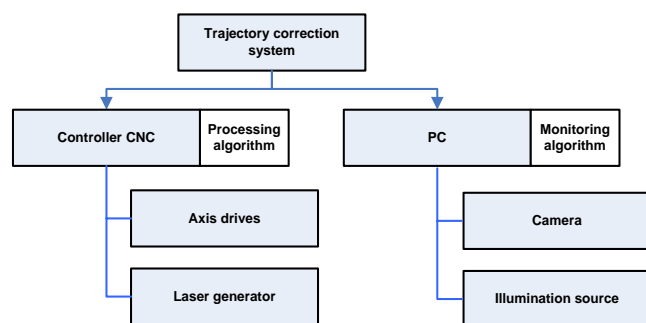 Trajectory correction
system
Controller CNC
Processing
algorithm
PC
Monitoring
algorithm
Axis drives
Camera
Laser generator
Illumination source